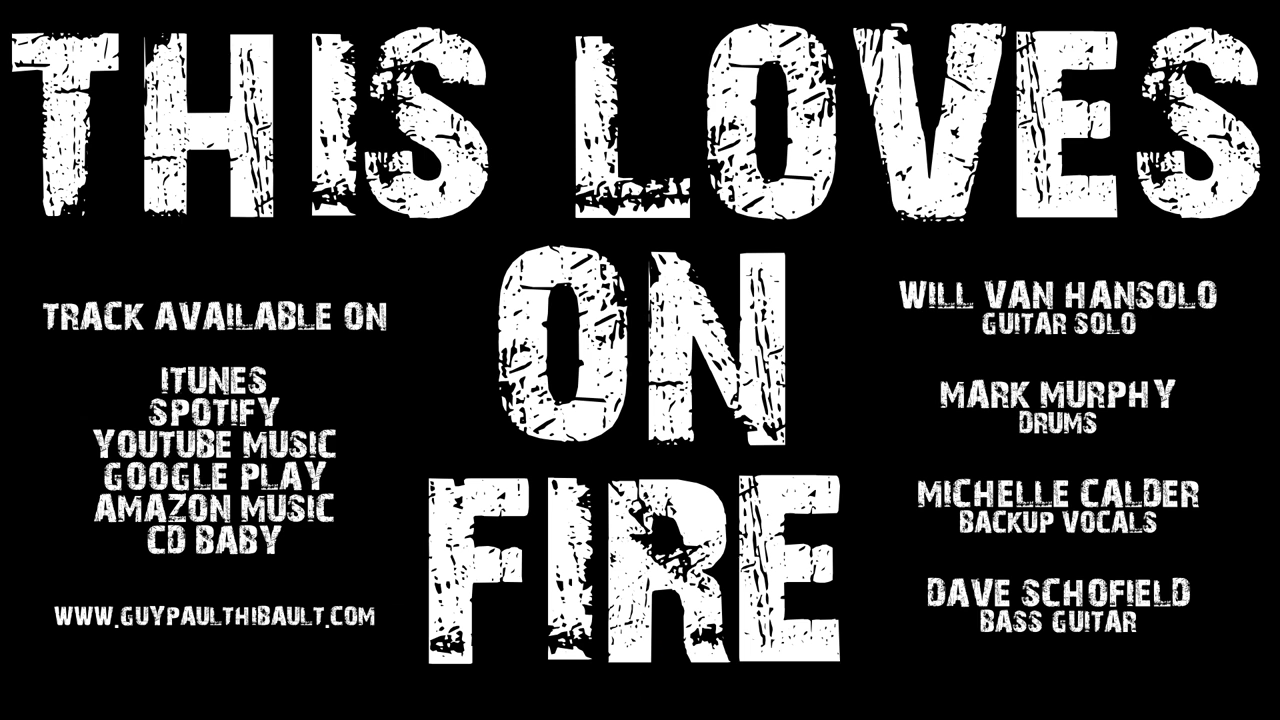 THIS LOVES
ON
FIRE
TRACK AVAILABLE ON
ITUNES
SPOTIFY
YOUTUBE MUSIC
GOOGLE PLAY
AMAZON MUSIC
CD BABY
WWW.GUYPAULTHIBAULT.COM
WILL VAN HANSOLO
GUITAR SOLO
MARK MURPHY
DRUMS
MICHELLE CALDER
BACKUP VOCALS
DAVE SCHOFIELD
BASS GUITAR